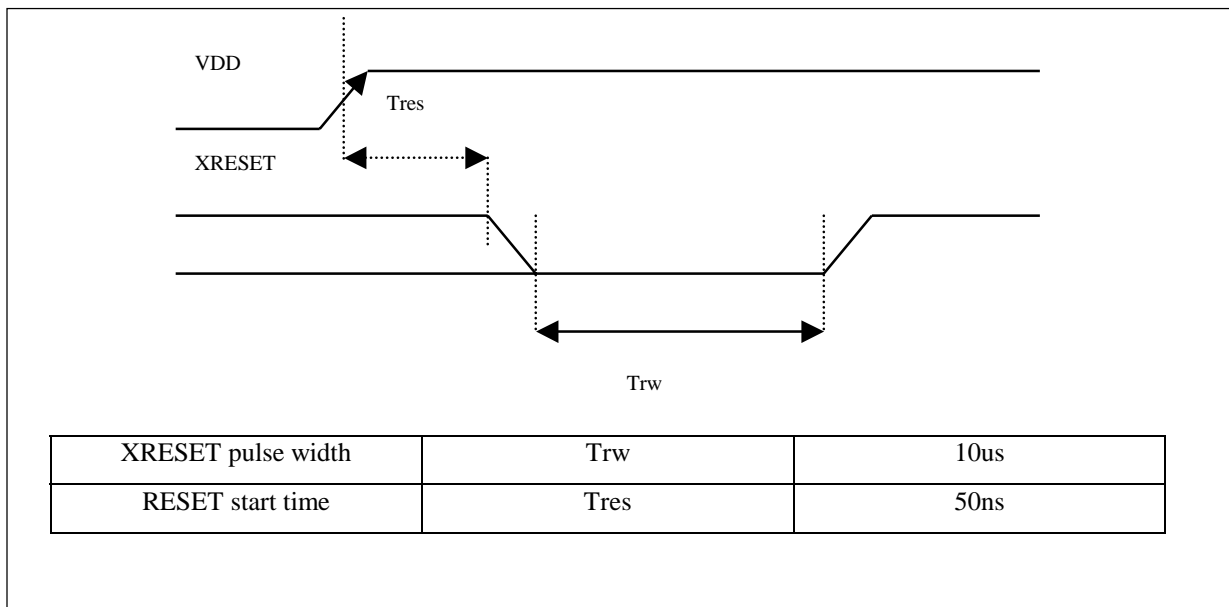 VDD
Tres
XRESET
Trw
XRESET pulse width Trw 10us
RESET start time Tres 50ns